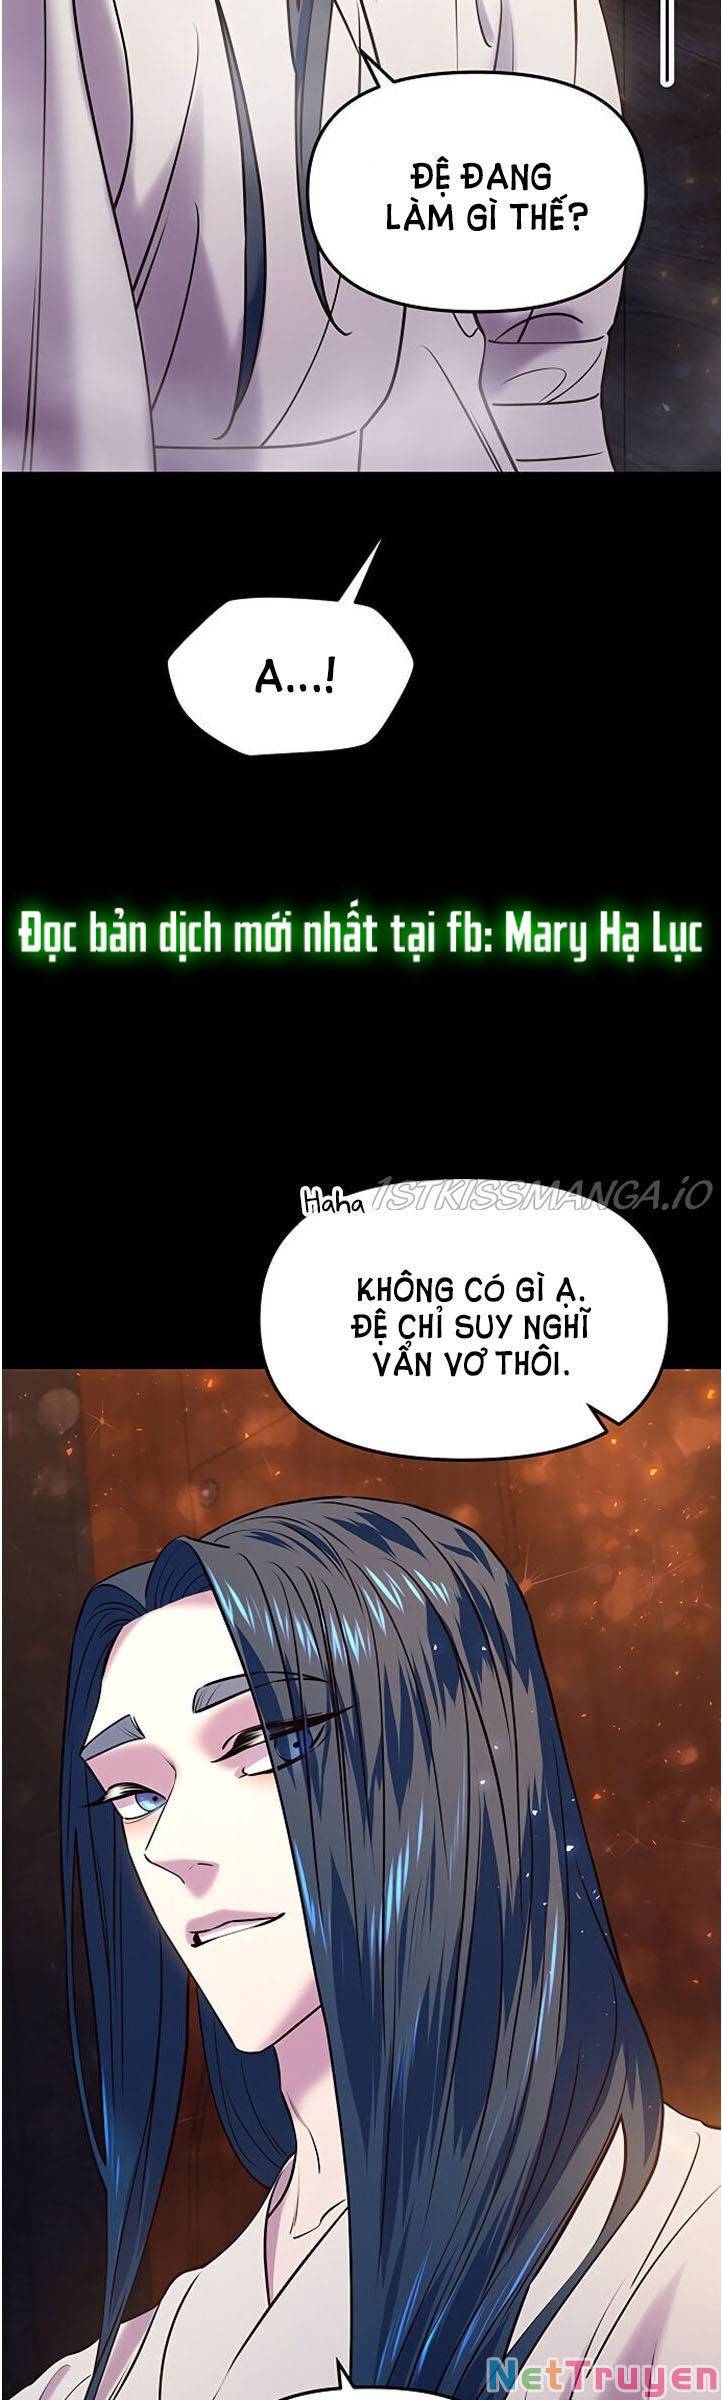 ĐỆ ĐANG
LÀM GÌ THẾ?
A...!
Đọc bản dịch mới nhất tại fb: Mary Hạ Lục
Haha
1STKISSMANGA.iO
KHÔNG CÓ GÌ Ạ.
ĐỆ CHỈ SUY NGHĨ
VẨN VƠ THÔI.
NetTruyen